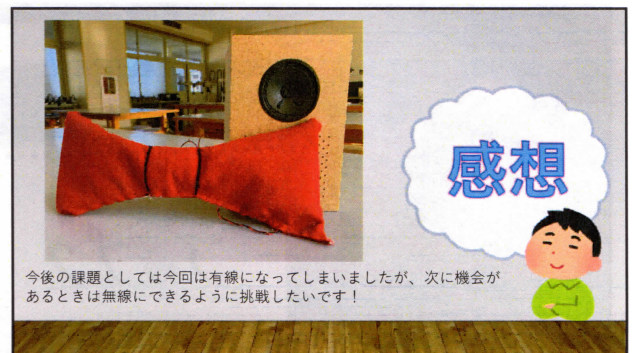 感想
今後の課題としては今回は有線になってしまいましたが、次に機会が
あるときは無線にできるように挑戦したいです！